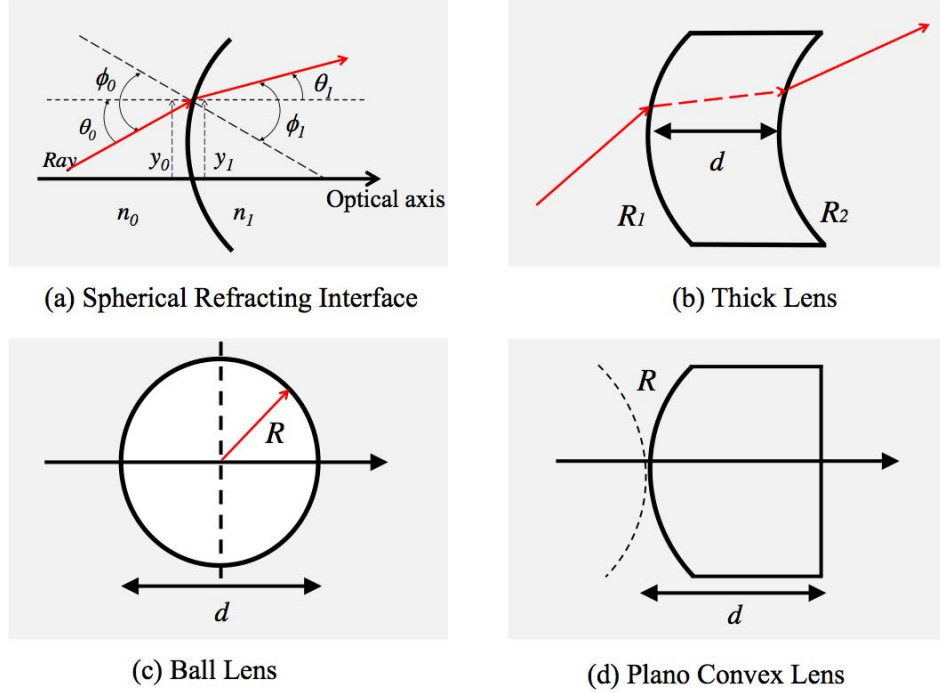 ϕ₀
θ₀
θ₁
ϕ₁
Ray
y₀
y₁
Optical axis
n₀
n₁
(a) Spherical Refracting Interface
d
R₁
R₂
(b) Thick Lens
R
d
(c) Ball Lens
R
d
(d) Plano Convex Lens